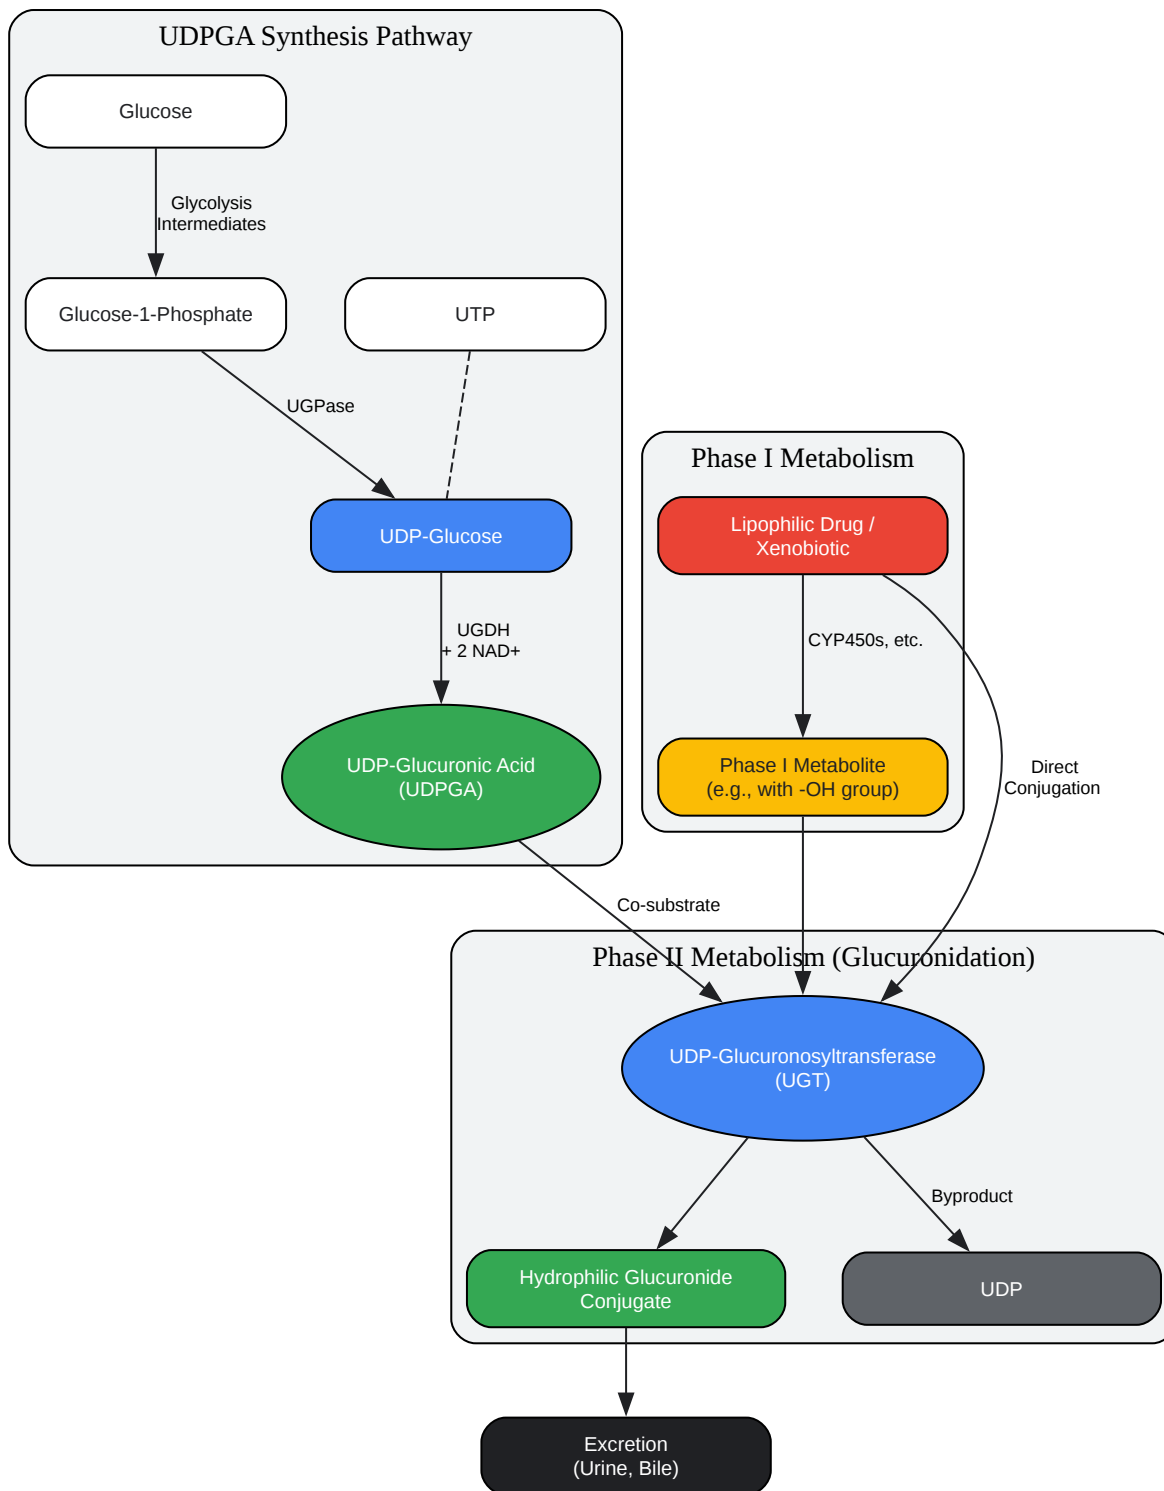 UDPGA Synthesis Pathway
Glucose
Glycolysis
Intermediates
Glucose-1-Phosphate
UTP
UGPase
UDP-Glucose
UGDH
+ 2 NAD+
UDP-Glucuronic Acid
(UDPGA)
Phase I Metabolism
Lipophilic Drug /
Xenobiotic
CYP450s, etc.
Phase I Metabolite
(e.g., with -OH group)
Direct
Conjugation
Co-substrate
Phase II Metabolism (Glucuronidation)
UDP-Glucuronosyltransferase
(UGT)
Byproduct
Hydrophilic Glucuronide
Conjugate
UDP
Excretion
(Urine, Bile)